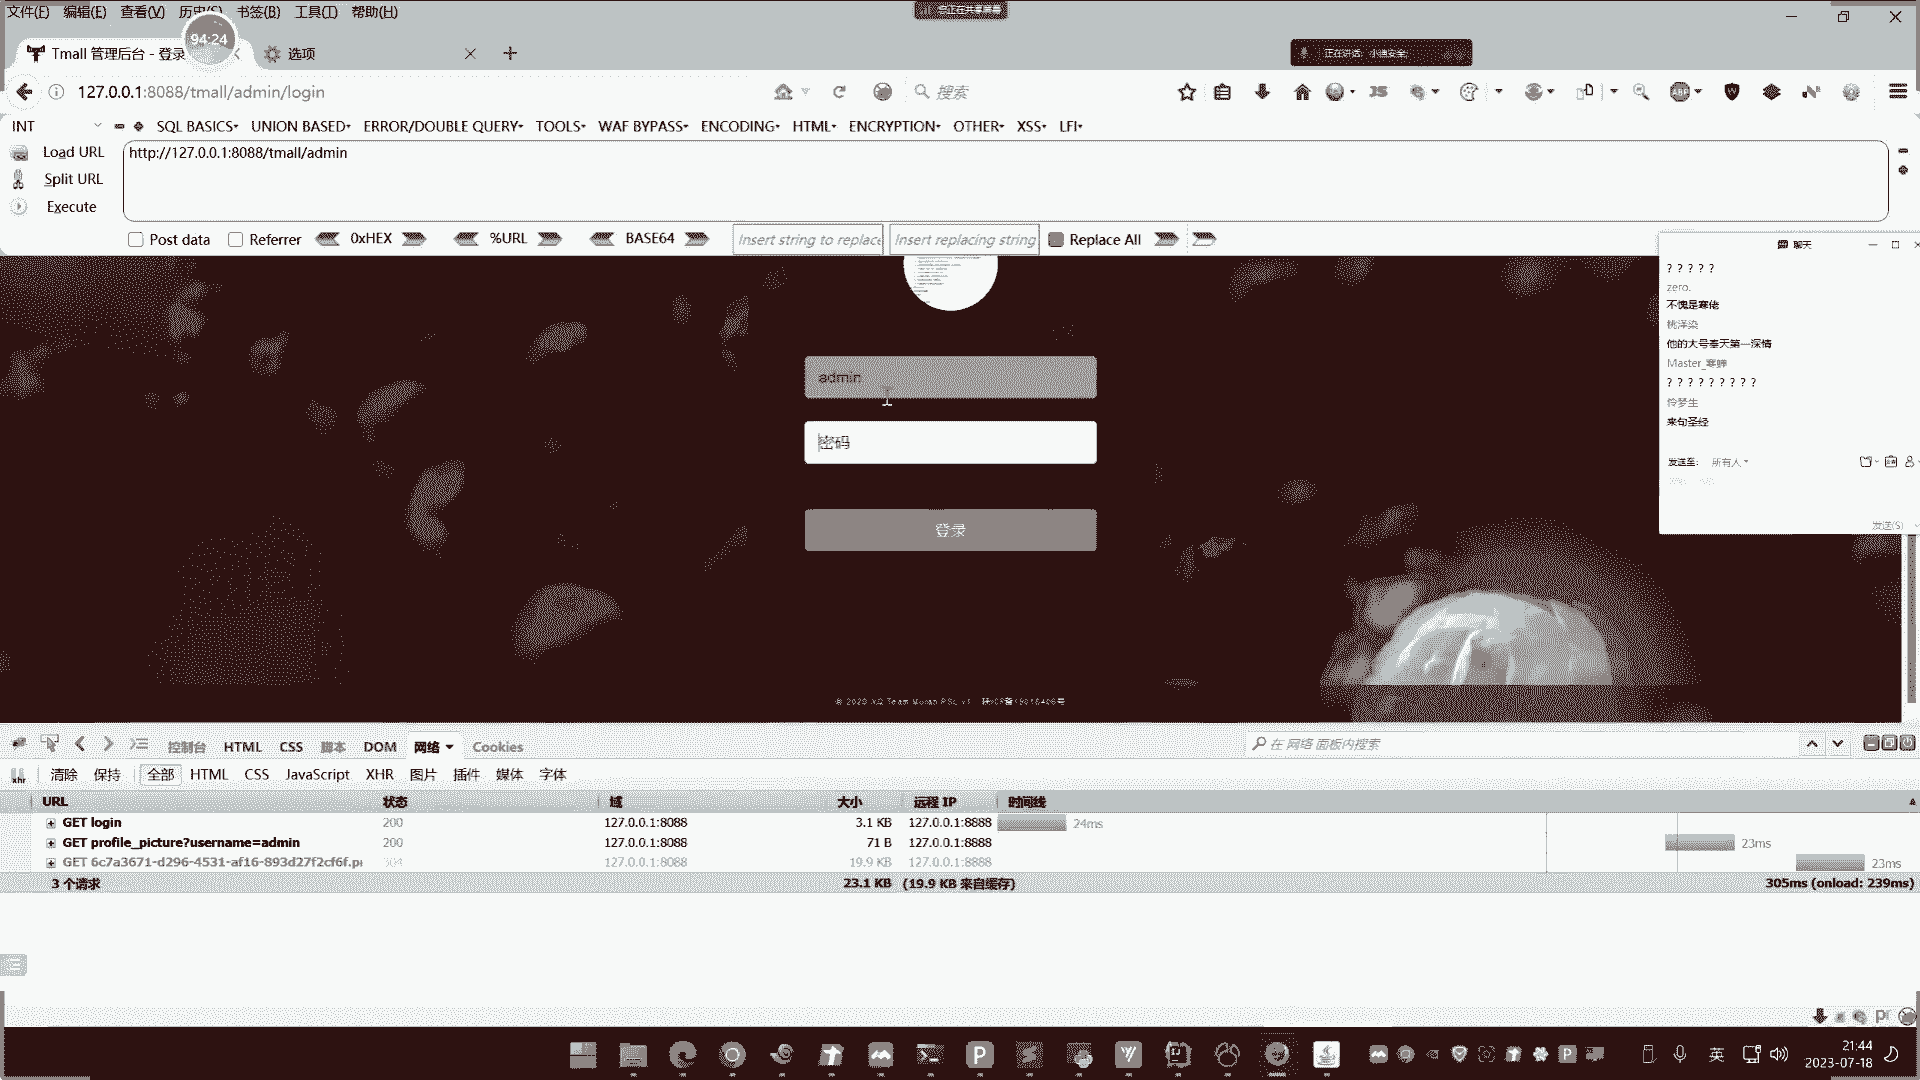 文件(F) 编辑(E) 查看(V) 历史(S) 书签(B) 工具(T) 帮助(H)
94:24
Tmall 管理后台 - 登录
选项
正在讲话: 小迪安全
127.0.0.1:8088/tmall/admin/login
搜索
INT
SQL BASICS UNION BASED ERROR/DOUBLE QUERY TOOLS WAF BYPASS ENCODING HTML ENCRYPTION OTHER XSS LFI
Load URL
http://127.0.0.1:8088/tmall/admin
Split URL
Execute
Post data Referrer 0xHEX %URL BASE64 Insert string to replace Insert replacing string Replace All
聊天
? ? ? ? ?
zero.
不愧是寒佬
桃泽染
他的大号奉天第一深情
Master_寒蝉
? ? ? ? ? ? ? ? ?
伶梦生
来句圣经
发送至: 所有人
发送(S)
admin
密码
登录
控制台 HTML CSS 脚本 DOM 网络 Cookies
在 网络 面板内搜索
清除 保持 全部 HTML CSS JavaScript XHR 图片 插件 媒体 字体
URL 状态 域 大小 远程 IP 时间线
GET login 200 127.0.0.1:8088 3.1 KB 127.0.0.1:8888 24ms
GET profile_picture?username=admin 200 127.0.0.1:8088 71 B 127.0.0.1:8888 23ms
GET 6c7a3671-d296-4531-af16-893d27f2cf6f.p 304 127.0.0.1:8088 19.9 KB 127.0.0.1:8888 23ms
3 个请求 23.1 KB (19.9 KB 来自缓存) 305ms (onload: 239ms)
英
21:44
2023-07-18